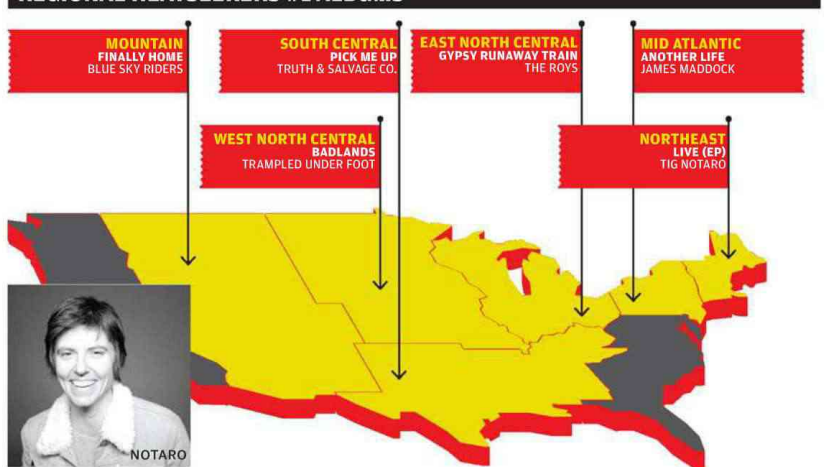 MOUNTAIN
FINALLY HOME
BLUE SKY RIDERS
SOUTH CENTRAL
PICK ME UP
TRUTH & SALVAGE CO.
EAST NORTH CENTRAL
GYPSY RUNAWAY TRAIN
THE ROYS
MID ATLANTIC
ANOTHER LIFE
JAMES MADDOCK
WEST NORTH CENTRAL
BADLANDS
TRAMPLED UNDER FOOT
NORTHEAST
LIVE (EP)
TIG NOTARO
NOTARO